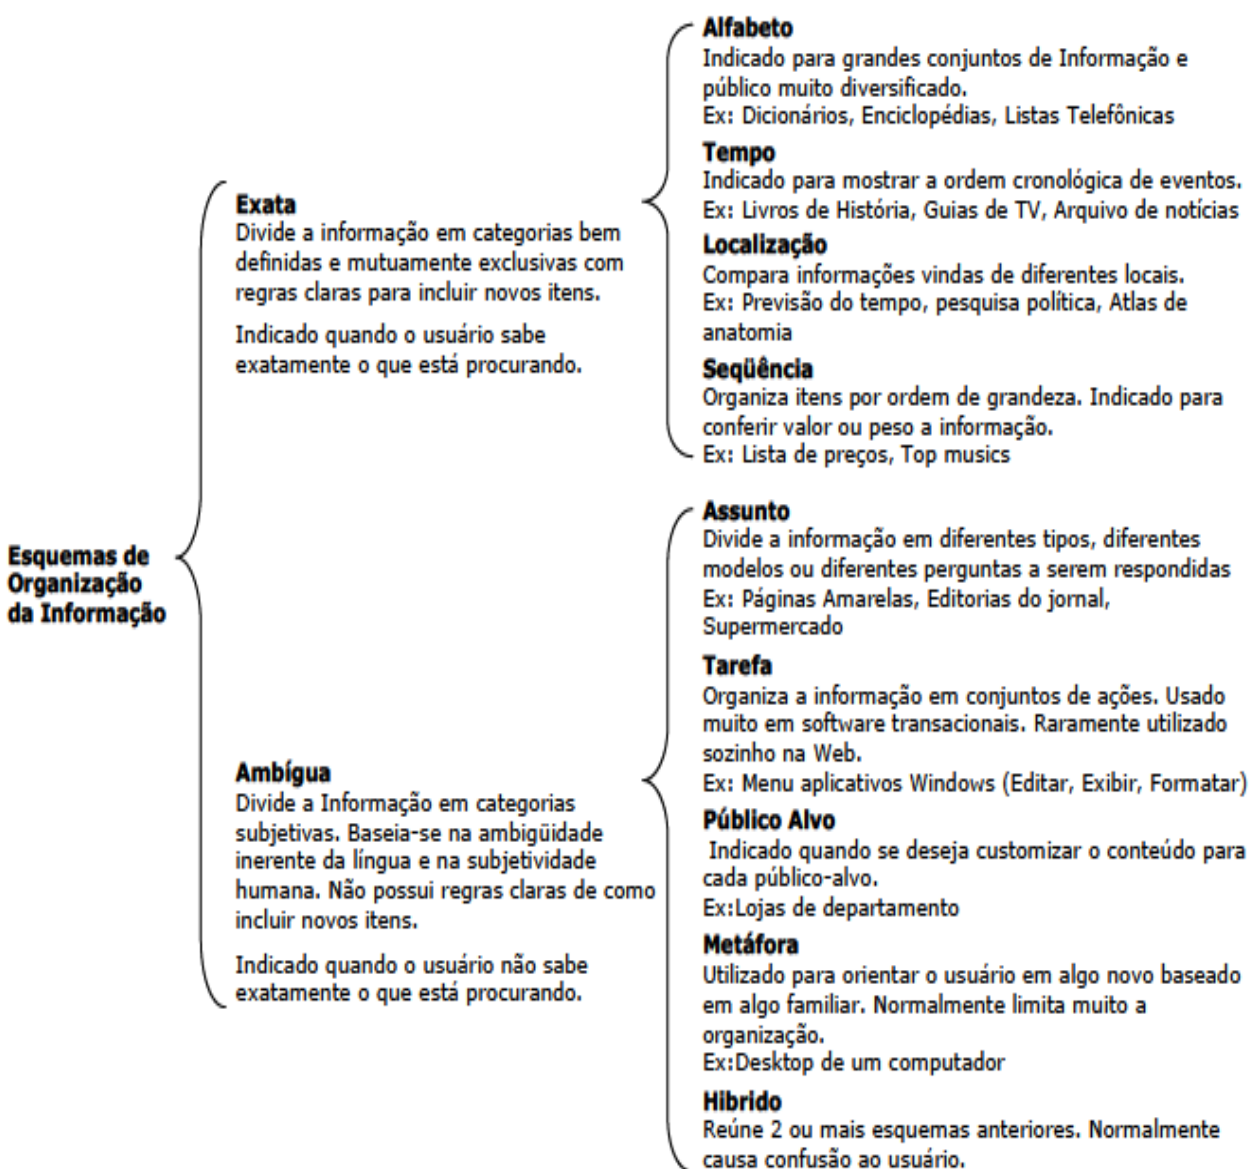 Esquemas de
Organização
da Informação
Exata
Divide a informação em categorias bem
definidas e mutuamente exclusivas com
regras claras para incluir novos itens.
Indicado quando o usuário sabe
exatamente o que está procurando.
Alfabeto
Indicado para grandes conjuntos de Informação e
público muito diversificado.
Ex: Dicionários, Enciclopédias, Listas Telefônicas
Tempo
Indicado para mostrar a ordem cronológica de eventos.
Ex: Livros de História, Guias de TV, Arquivo de notícias
Localização
Compara informações vindas de diferentes locais.
Ex: Previsão do tempo, pesquisa política, Atlas de
anatomia
Seqüência
Organiza itens por ordem de grandeza. Indicado para
conferir valor ou peso a informação.
Ex: Lista de preços, Top musics
Ambígua
Divide a Informação em categorias
subjetivas. Baseia-se na ambigüidade
inerente da língua e na subjetividade
humana. Não possui regras claras de como
incluir novos itens.
Indicado quando o usuário não sabe
exatamente o que está procurando.
Assunto
Divide a informação em diferentes tipos, diferentes
modelos ou diferentes perguntas a serem respondidas
Ex: Páginas Amarelas, Editorias do jornal,
Supermercado
Tarefa
Organiza a informação em conjuntos de ações. Usado
muito em software transacionais. Raramente utilizado
sozinho na Web.
Ex: Menu aplicativos Windows (Editar, Exibir, Formatar)
Público Alvo
Indicado quando se deseja customizar o conteúdo para
cada público-alvo.
Ex:Lojas de departamento
Metáfora
Utilizado para orientar o usuário em algo novo baseado
em algo familiar. Normalmente limita muito a
organização.
Ex:Desktop de um computador
Hibrido
Reúne 2 ou mais esquemas anteriores. Normalmente
causa confusão ao usuário.